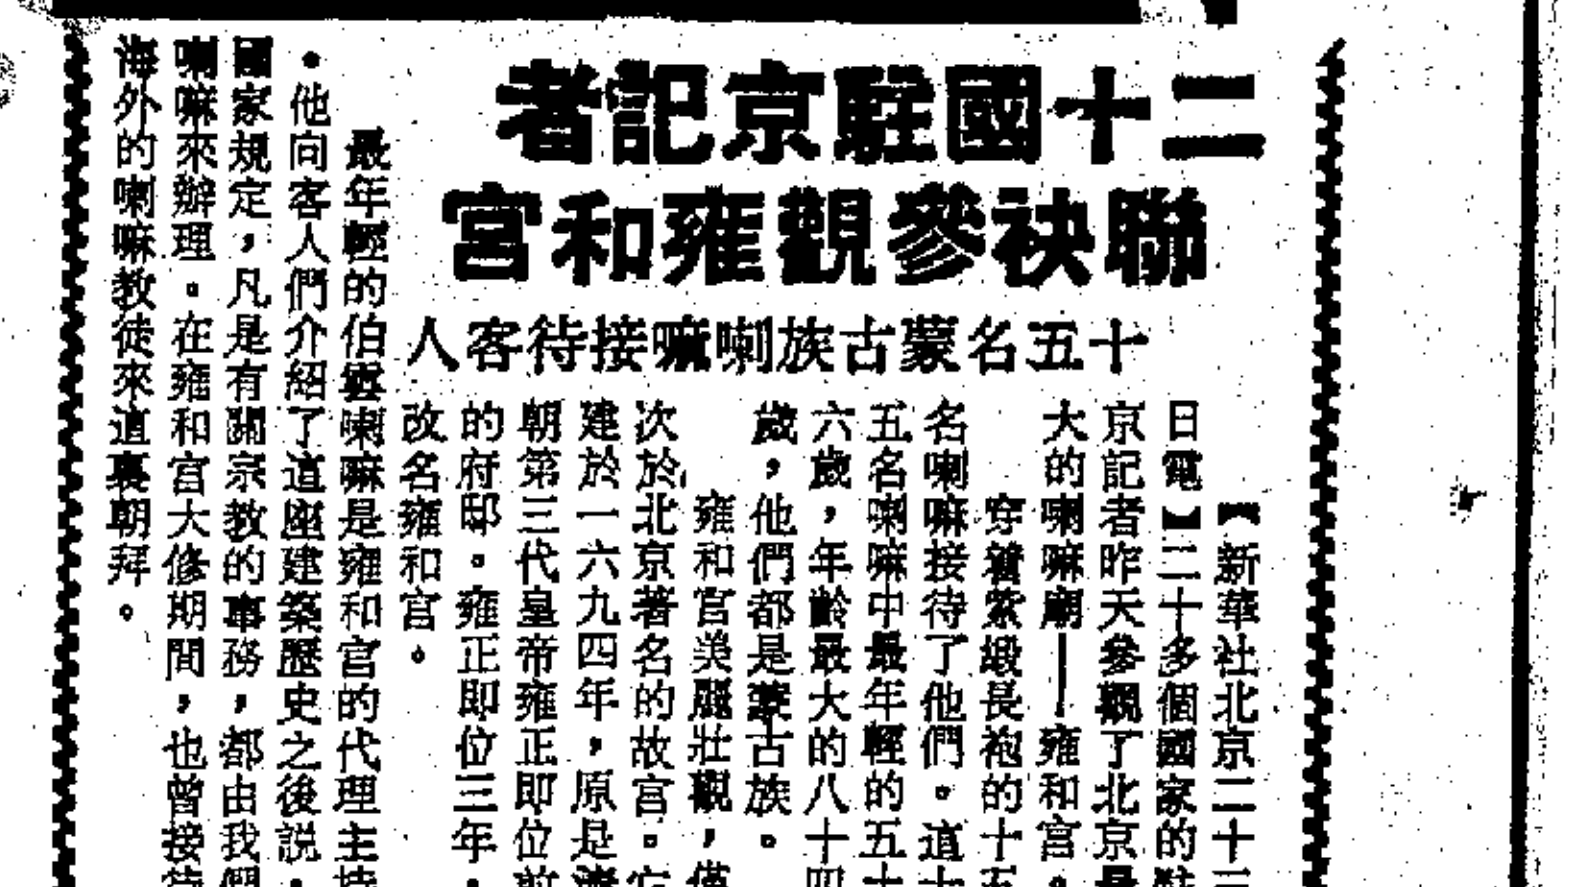 二十國駐京記者
聯袂參觀雍和宮
十五名蒙古族喇嘛接待客人
【新華社北京二十三
日電】二十多個國家的駐
京記者昨天參觀了北京最
大的喇嘛廟——雍和宮。
穿著紫緞長袍的十五
名喇嘛接待了他們。這十
五名喇嘛中最年輕的五十
六歲，年齡最大的八十四
歲，他們都是蒙古族。
雍和宮美麗壯觀，僅
次於北京著名的故宮。它
建於一六九四年，原是清
朝第三代皇帝雍正即位前
的府邸。雍正即位三年，
改名雍和宮。
最年輕的伯雲喇嘛是雍和宮的代理主持
。他向客人們介紹了這座建築歷史之後説，
國家規定，凡是有關宗教的事務，都由我們
喇嘛來辦理。在雍和宮大修期間，也曾接待
海外的喇嘛教徒來這裏朝拜。